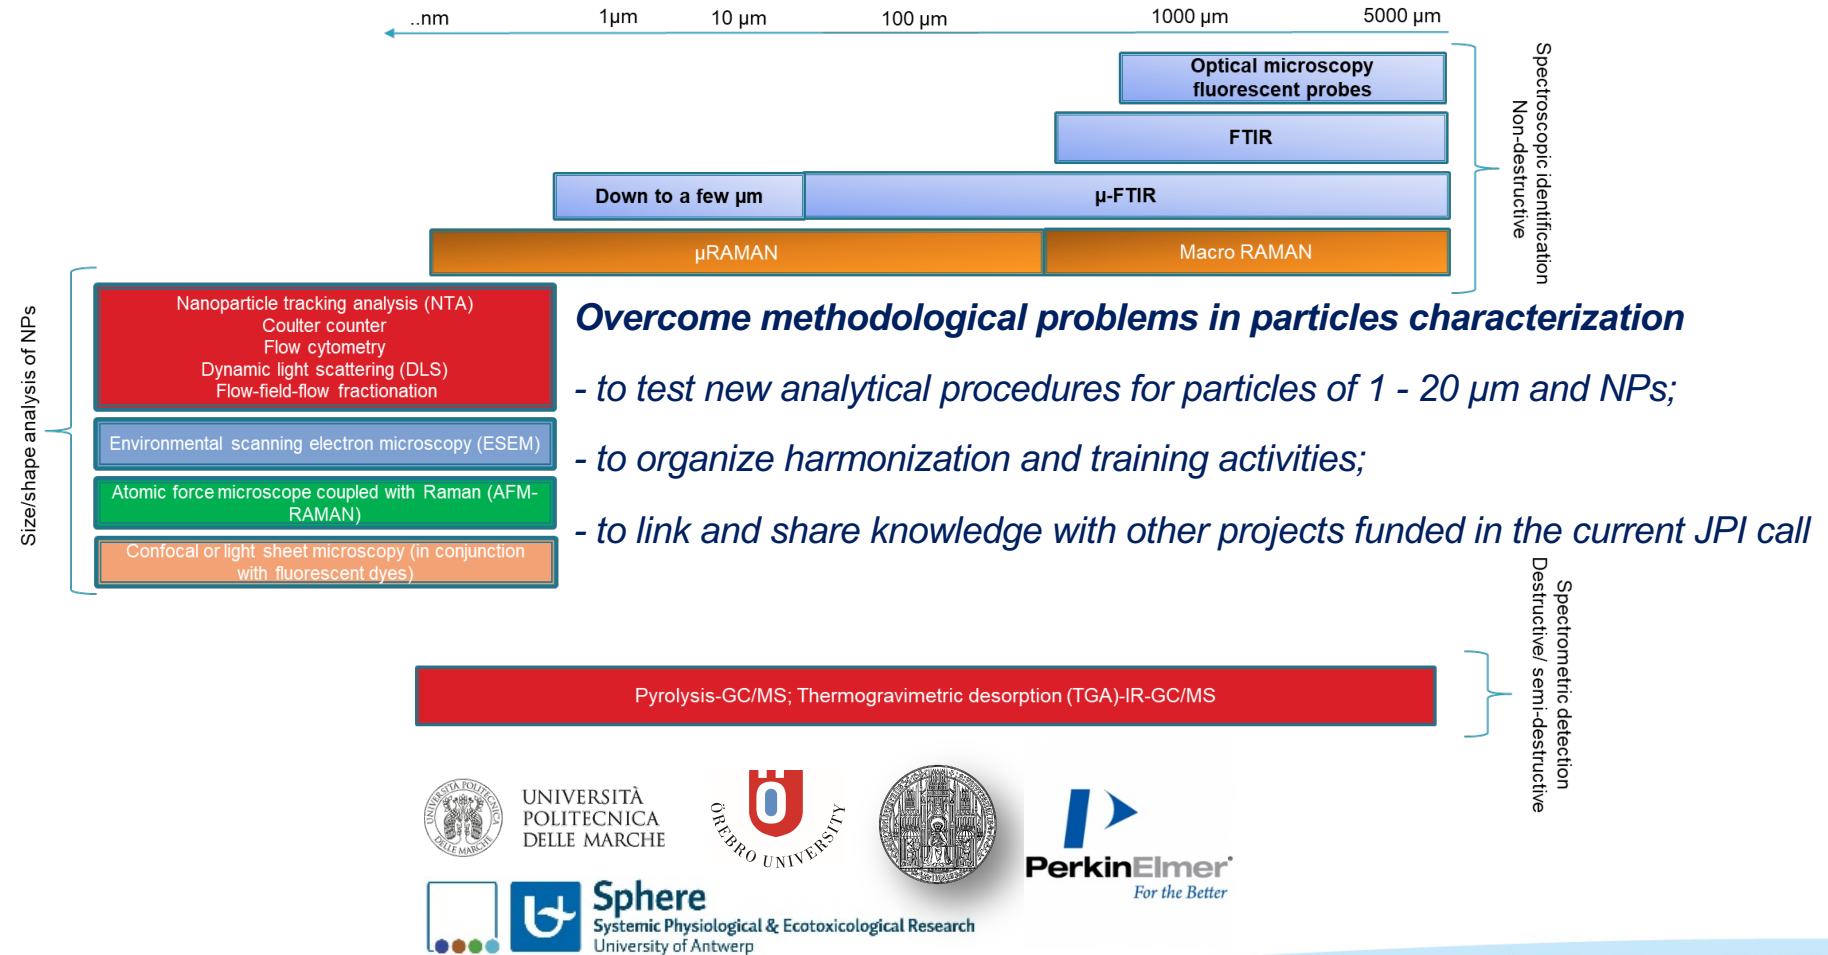 ..nm 1µm 10 µm 100 µm 1000 µm 5000 µm
Optical microscopy
fluorescent probes
FTIR
Down to a few µm
µ-FTIR
µRAMAN
Macro RAMAN
Spectroscopic identification
Non-destructive
Size/shape analysis of NPs
Nanoparticle tracking analysis (NTA)
Coulter counter
Flow cytometry
Dynamic light scattering (DLS)
Flow-field-flow fractionation
Environmental scanning electron microscopy (ESEM)
Atomic force microscope coupled with Raman (AFM-
RAMAN)
Confocal or light sheet microscopy (in conjunction
with fluorescent dyes)
Overcome methodological problems in particles characterization
- to test new analytical procedures for particles of 1 - 20 µm and NPs;
- to organize harmonization and training activities;
- to link and share knowledge with other projects funded in the current JPI call
Pyrolysis-GC/MS; Thermogravimetric desorption (TGA)-IR-GC/MS
Spectrometric detection
Destructive/ semi-destructive
UNIVERSITÀ POLITECNICA
DELLE MARCHE
UNIVERSITÀ
POLITECNICA
DELLE MARCHE
ÖREBRO UNIVERSITY
PerkinElmer
For the Better
Sphere
Systemic Physiological & Ecotoxicological Research
University of Antwerp